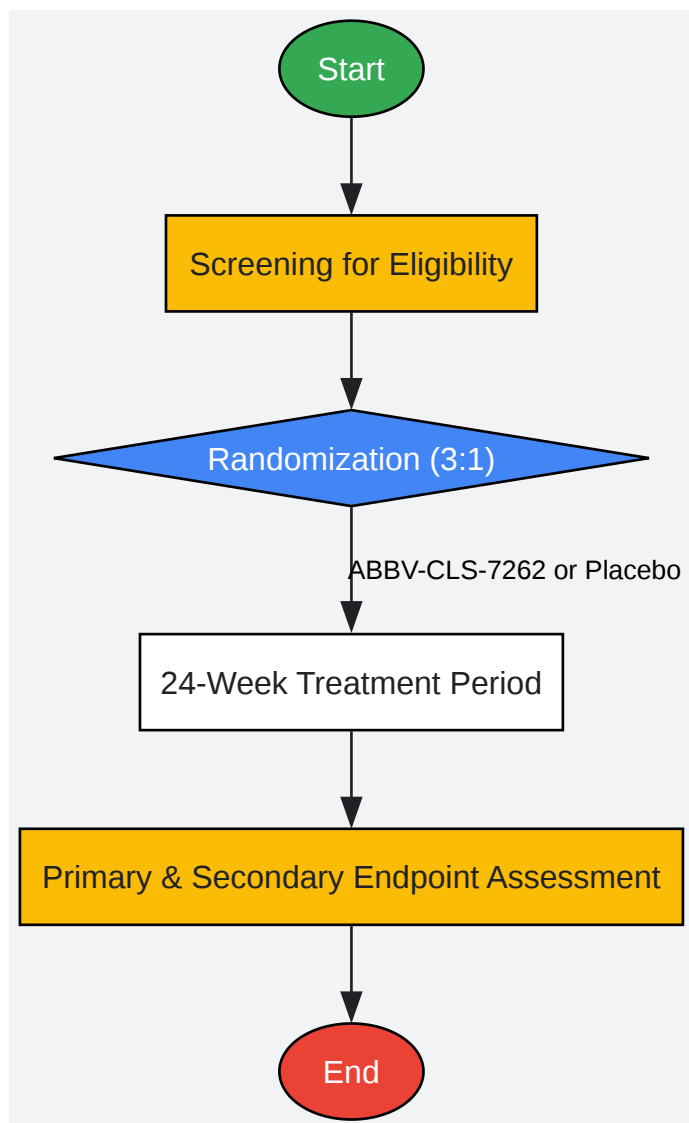 Start
Screening for Eligibility
Randomization (3:1)
ABBV-CLS-7262 or Placebo
24-Week Treatment Period
Primary & Secondary Endpoint Assessment
End